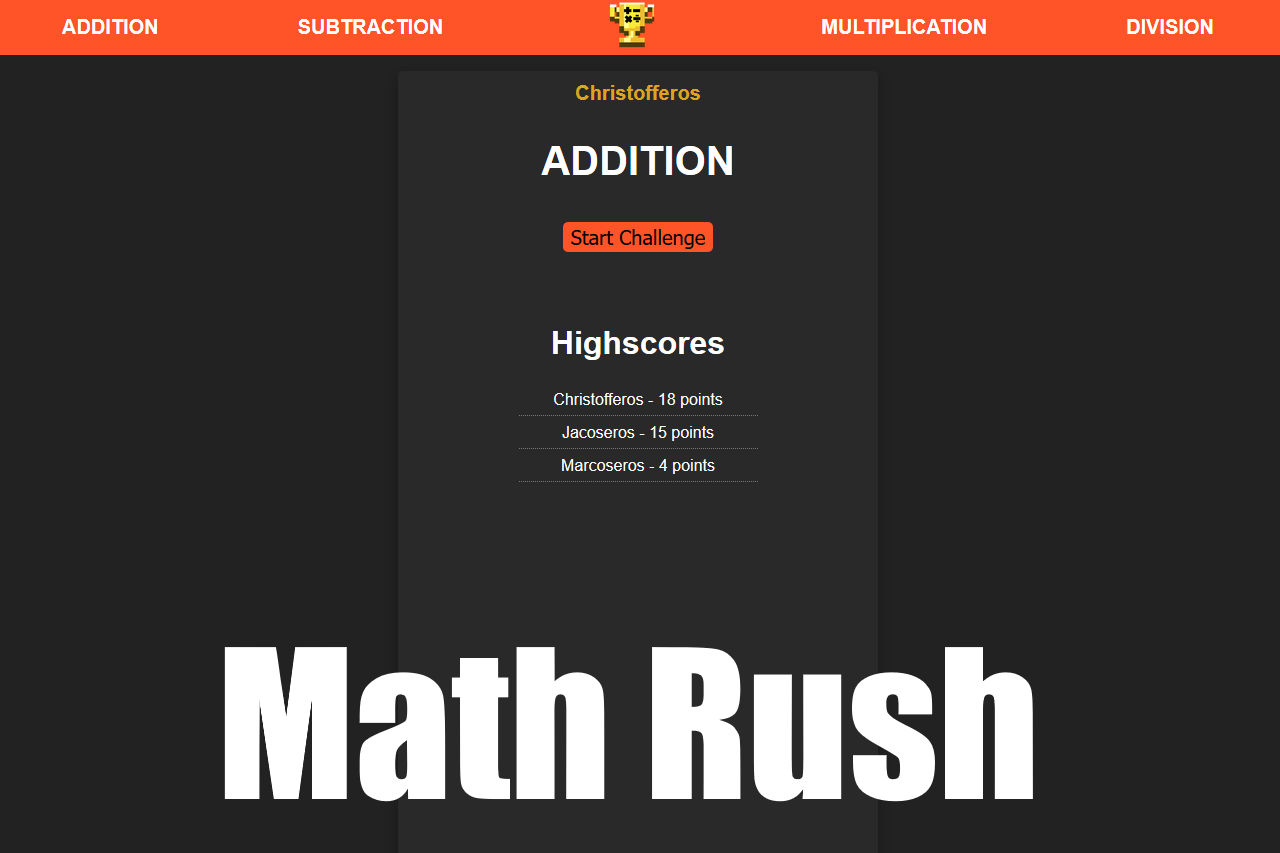 ADDITION SUBTRACTION MULTIPLICATION DIVISION
Christofferos
ADDITION
Start Challenge
Highscores
Christofferos - 18 points
Jacoseros - 15 points
Marcoseros - 4 points
Math Rush